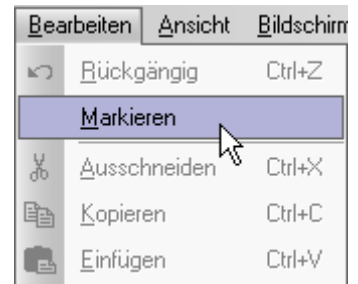 Bearbeiten Ansicht Bildschirm
Rückgängig Ctrl+Z
Markieren
Ausschneiden Ctrl+X
Kopieren Ctrl+C
Einfügen Ctrl+V